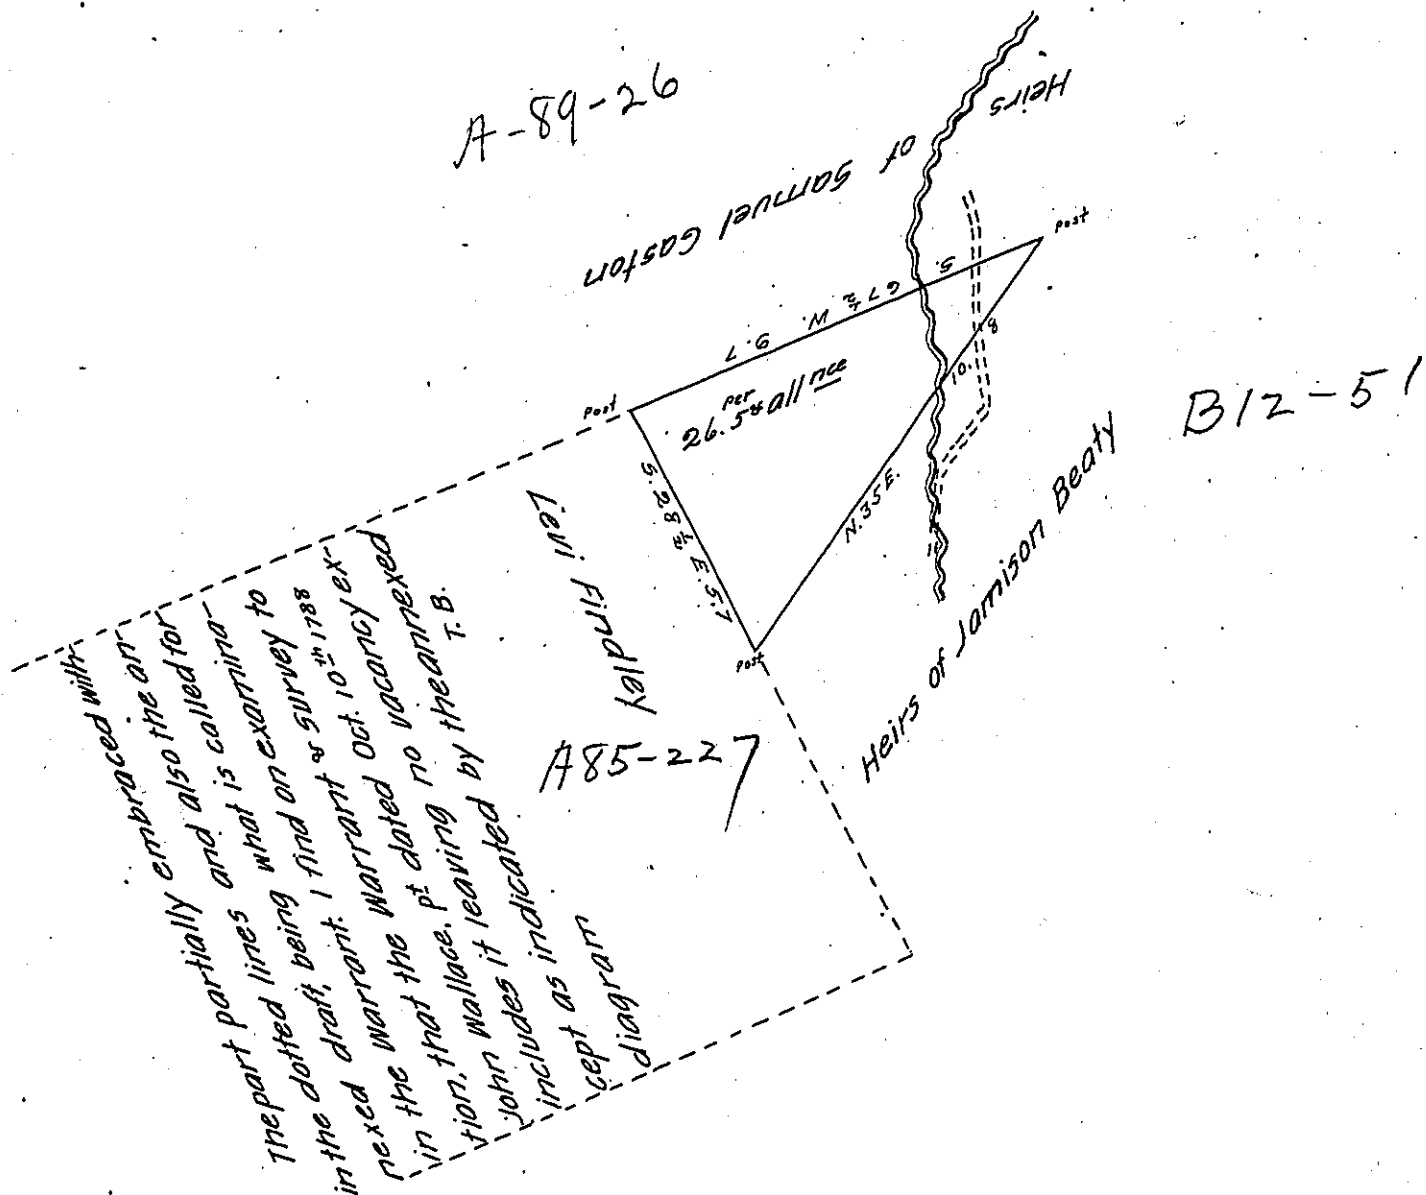 A-89-26
Heirs of Samuel Gaston
Post
Post
Post
S. 67½ W. 9.7
26.5 per & allnce
S. 28½ E. 5.7
N. 35 E.
10.
8
B12-51
Heirs of Jamison Beaty
Levi Findley
A85-227
The part partially embraced with-
in the dotted lines and also the an-
nexed draft, being what is called for
in the warrant. I find on examina-
tion, that the warrant & survey to
John Wallace, pt dated Oct. 10th 1788
includes it leaving no vacancy ex-
cept as indicated by the annexed
diagram T.B.